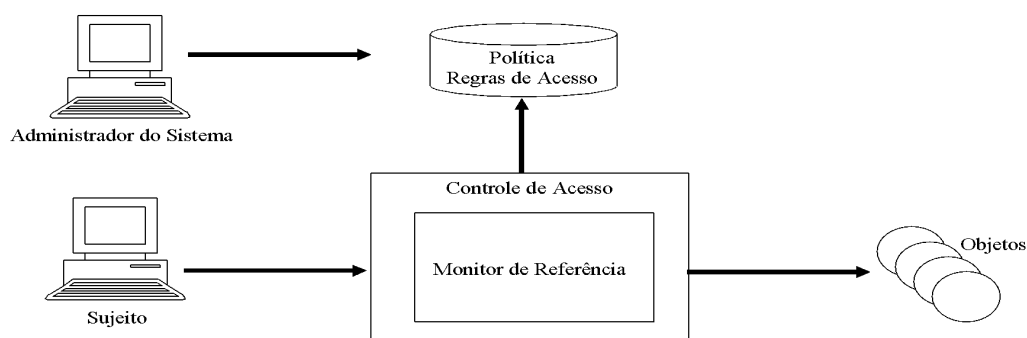 Política
Regras de Acesso
Administrador do Sistema
Controle de Acesso
Monitor de Referência
Objetos
Sujeito